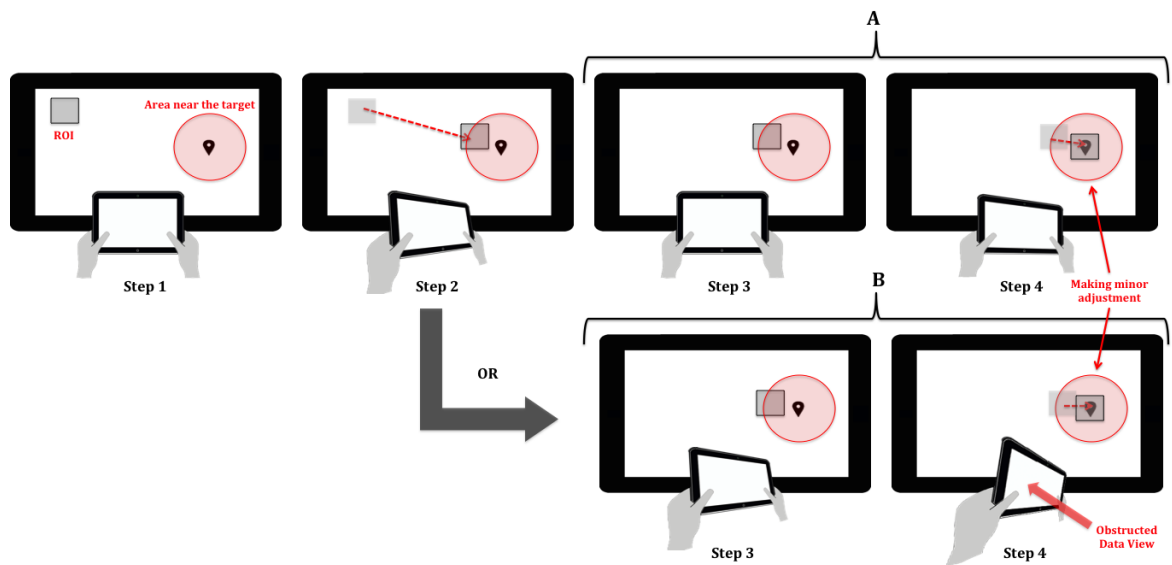 A
Area near the target
ROI
Step 1
Step 2
Step 3
Step 4
Making minor
adjustment
B
OR
Step 3
Step 4
Obstructed
Data View